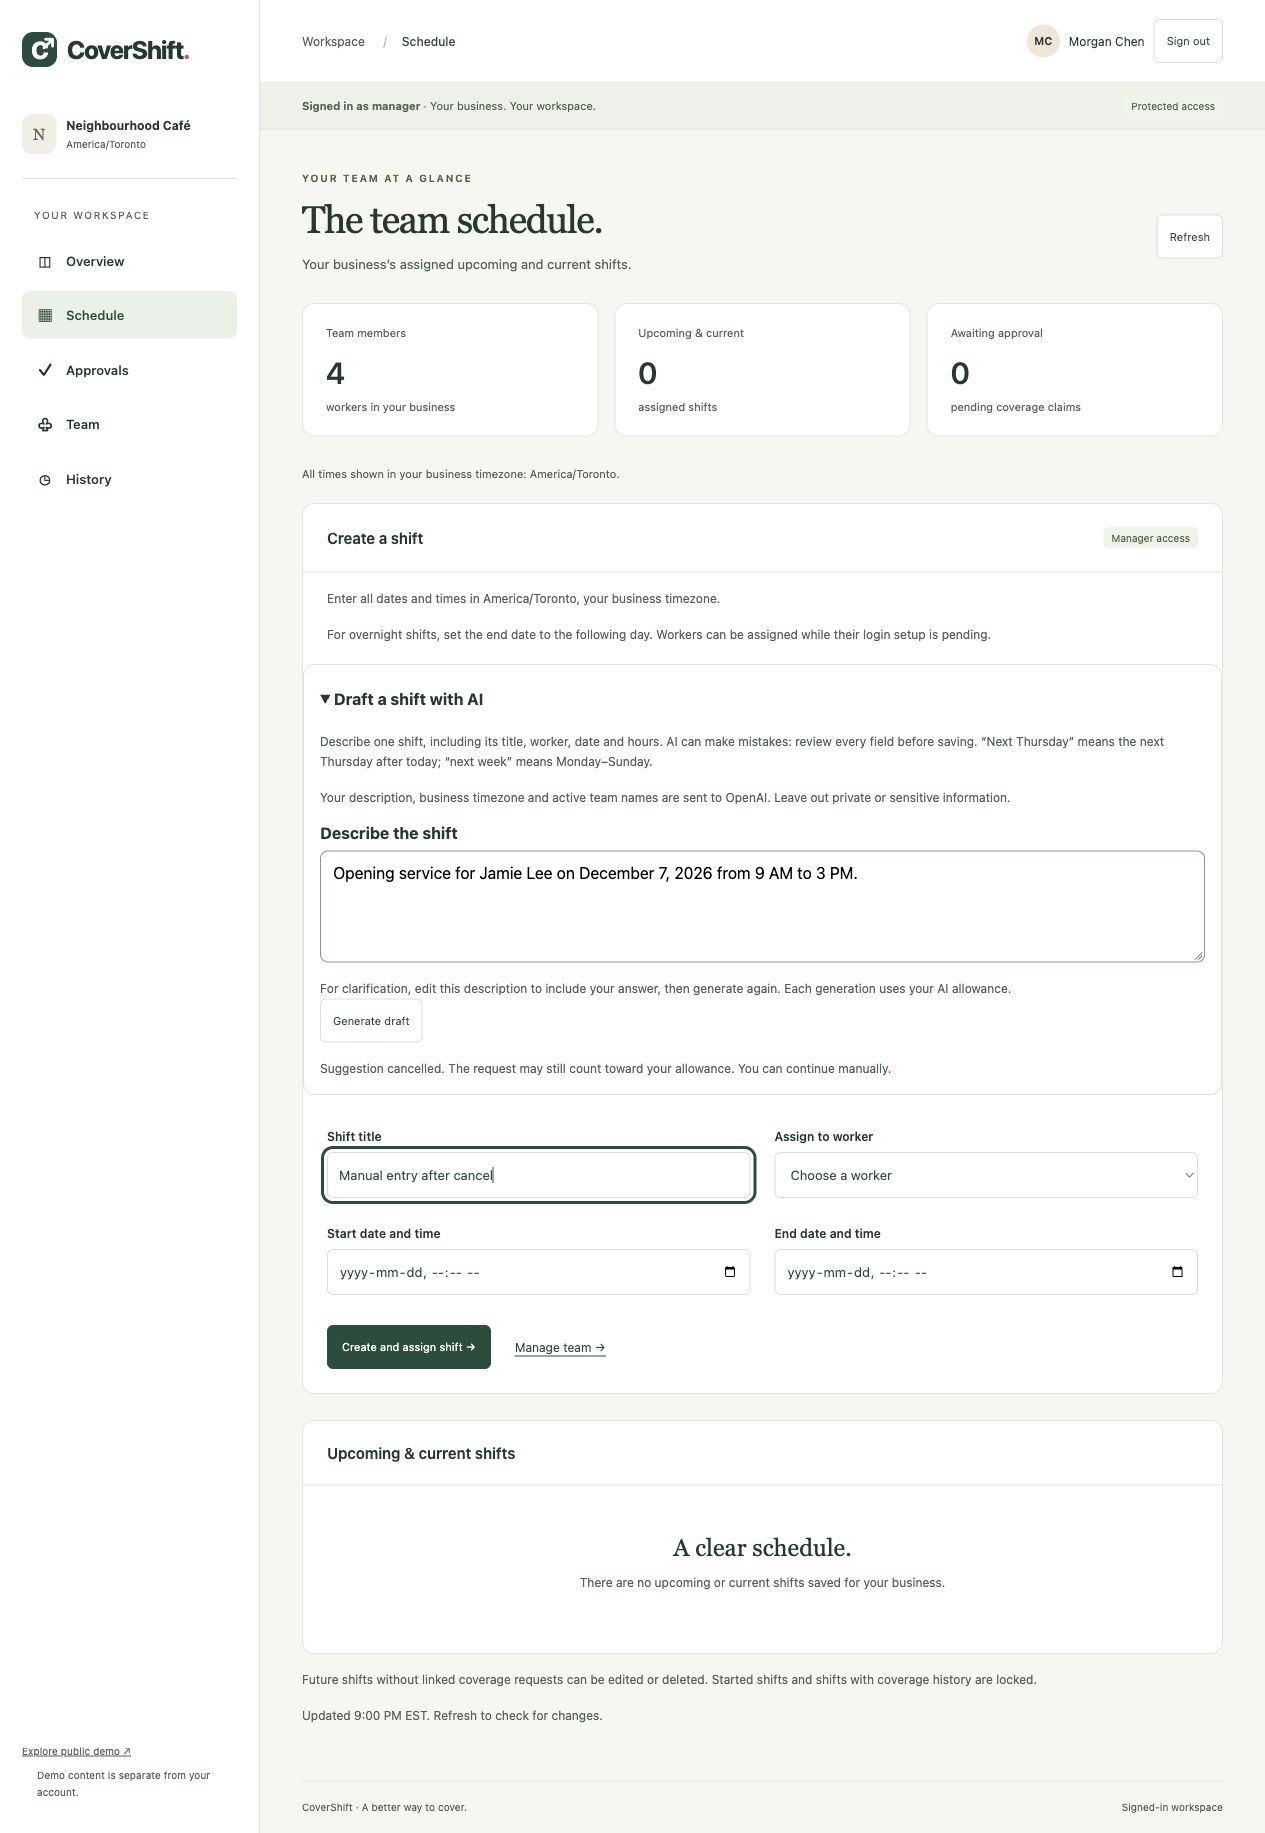 CoverShift.
N
Neighbourhood Café
America/Toronto
YOUR WORKSPACE
Overview
Schedule
Approvals
Team
History
Explore public demo ↗
Demo content is separate from your
account.
Workspace / Schedule
MC Morgan Chen
Sign out
Signed in as manager · Your business. Your workspace.
Protected access
YOUR TEAM AT A GLANCE
The team schedule.
Your business’s assigned upcoming and current shifts.
Refresh
Team members
4
workers in your business
Upcoming & current
0
assigned shifts
Awaiting approval
0
pending coverage claims
All times shown in your business timezone: America/Toronto.
Create a shift
Manager access
Enter all dates and times in America/Toronto, your business timezone.
For overnight shifts, set the end date to the following day. Workers can be assigned while their login setup is pending.
▼ Draft a shift with AI
Describe one shift, including its title, worker, date and hours. AI can make mistakes: review every field before saving. “Next Thursday” means the next
Thursday after today; “next week” means Monday–Sunday.
Your description, business timezone and active team names are sent to OpenAI. Leave out private or sensitive information.
Describe the shift
Opening service for Jamie Lee on December 7, 2026 from 9 AM to 3 PM.
For clarification, edit this description to include your answer, then generate again. Each generation uses your AI allowance.
Generate draft
Suggestion cancelled. The request may still count toward your allowance. You can continue manually.
Shift title
Manual entry after cancel
Assign to worker
Choose a worker
Start date and time
yyyy-mm-dd, --:-- --
End date and time
yyyy-mm-dd, --:-- --
Create and assign shift →
Manage team →
Upcoming & current shifts
A clear schedule.
There are no upcoming or current shifts saved for your business.
Future shifts without linked coverage requests can be edited or deleted. Started shifts and shifts with coverage history are locked.
Updated 9:00 PM EST. Refresh to check for changes.
CoverShift · A better way to cover.
Signed-in workspace